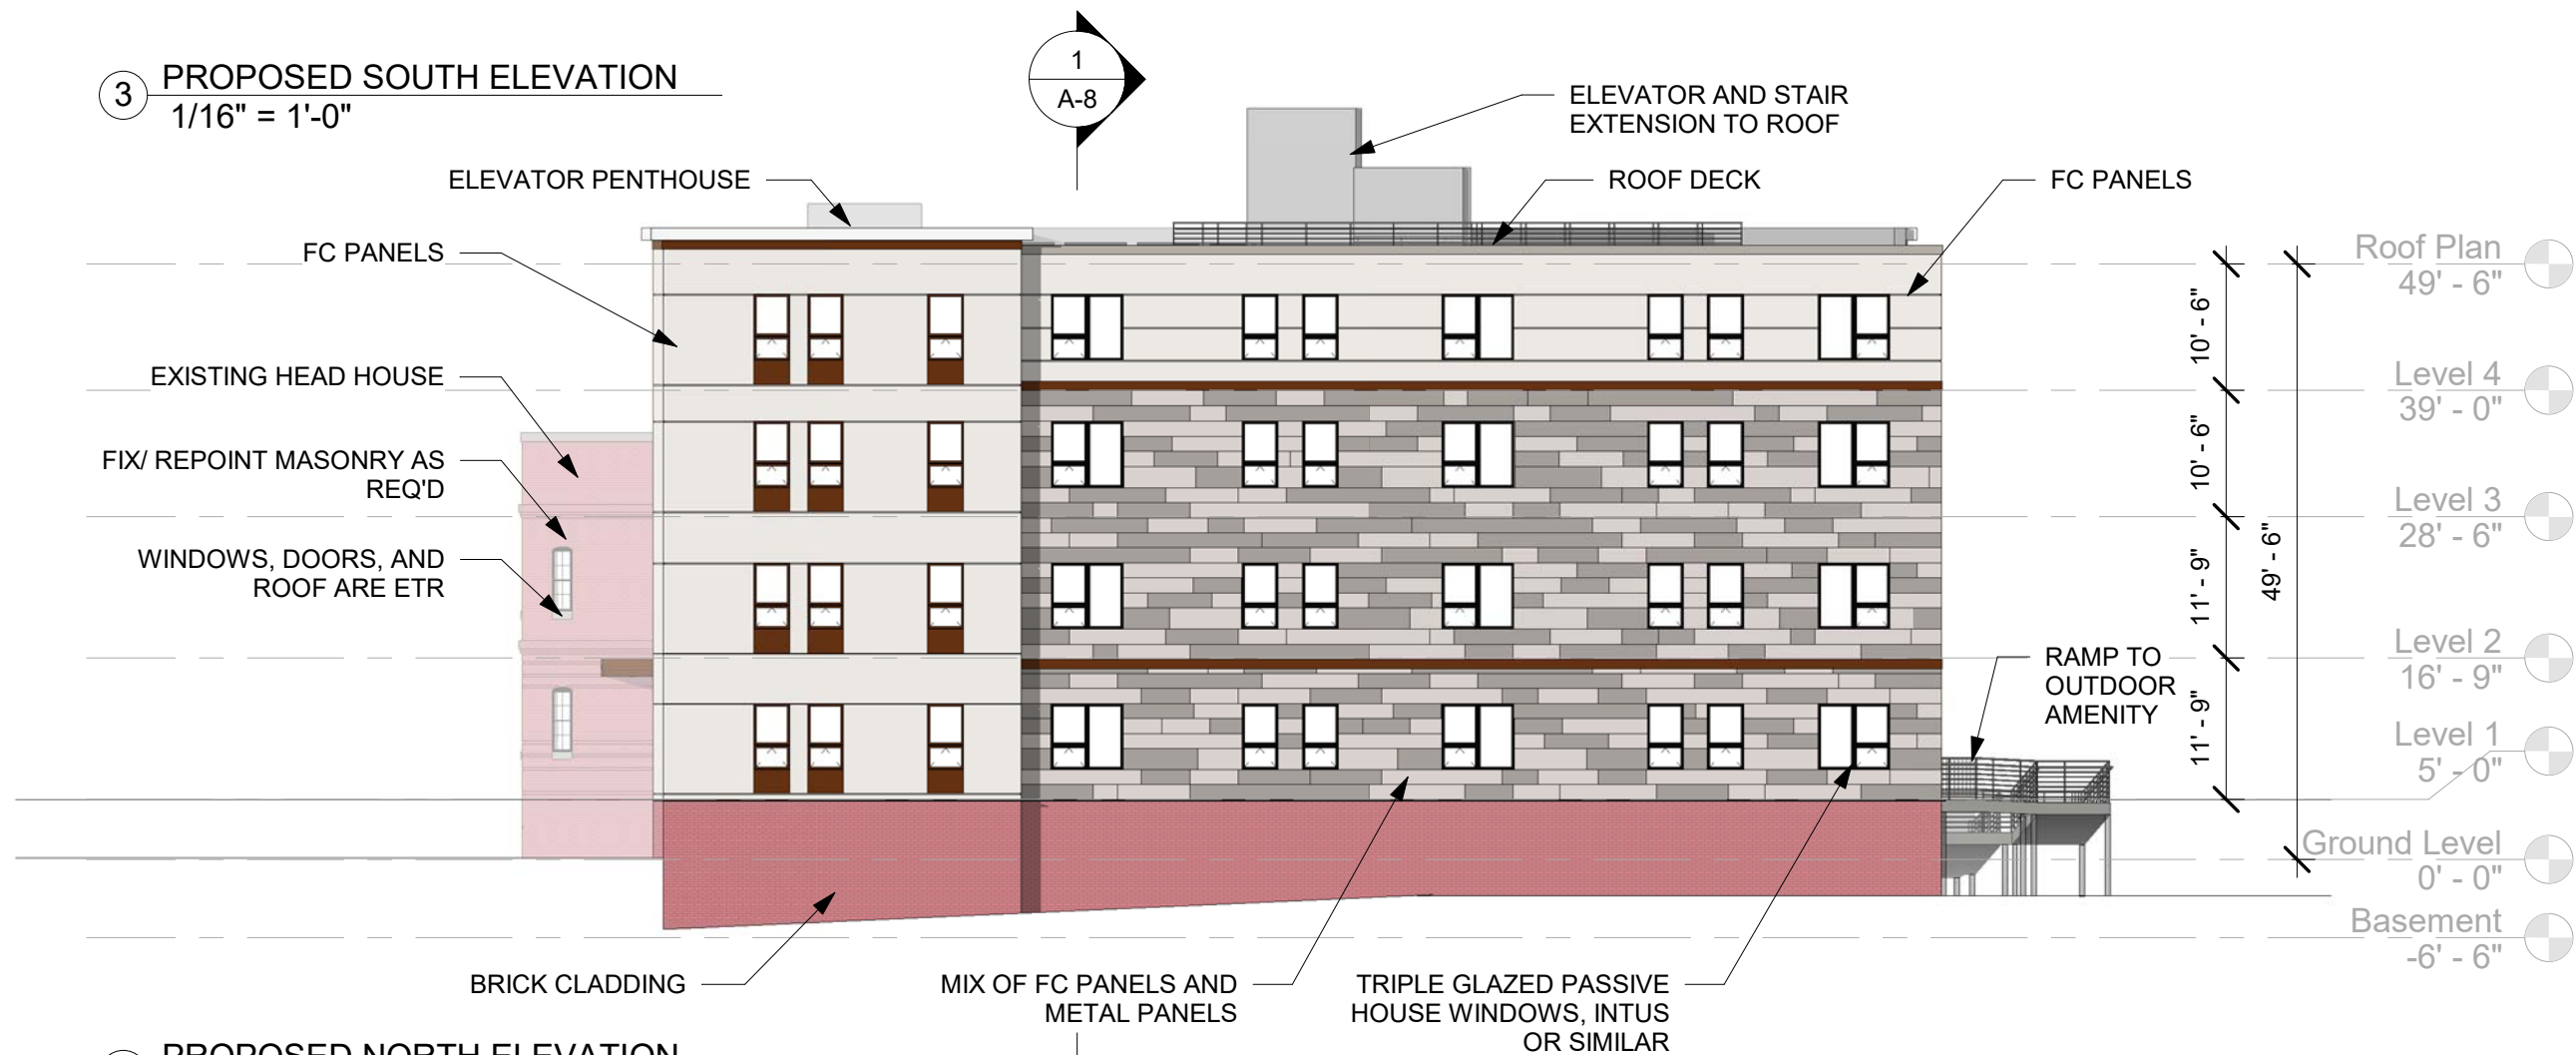 3
PROPOSED SOUTH ELEVATION
1/16" = 1'-0"
1
A-8
ELEVATOR AND STAIR
EXTENSION TO ROOF
ELEVATOR PENTHOUSE
ROOF DECK
FC PANELS
FC PANELS
EXISTING HEAD HOUSE
FIX/ REPOINT MASONRY AS
REQ'D
WINDOWS, DOORS, AND
ROOF ARE ETR
Roof Plan
49' - 6"
10' - 6"
Level 4
39' - 0"
10' - 6"
Level 3
28' - 6"
11' - 9"
49' - 6"
Level 2
16' - 9"
RAMP TO
OUTDOOR
AMENITY
11' - 9"
Level 1
5' - 0"
Ground Level
0' - 0"
Basement
-6' - 6"
BRICK CLADDING
MIX OF FC PANELS AND
METAL PANELS
TRIPLE GLAZED PASSIVE
HOUSE WINDOWS, INTUS
OR SIMILAR
PROPOSED NORTH ELEVATION